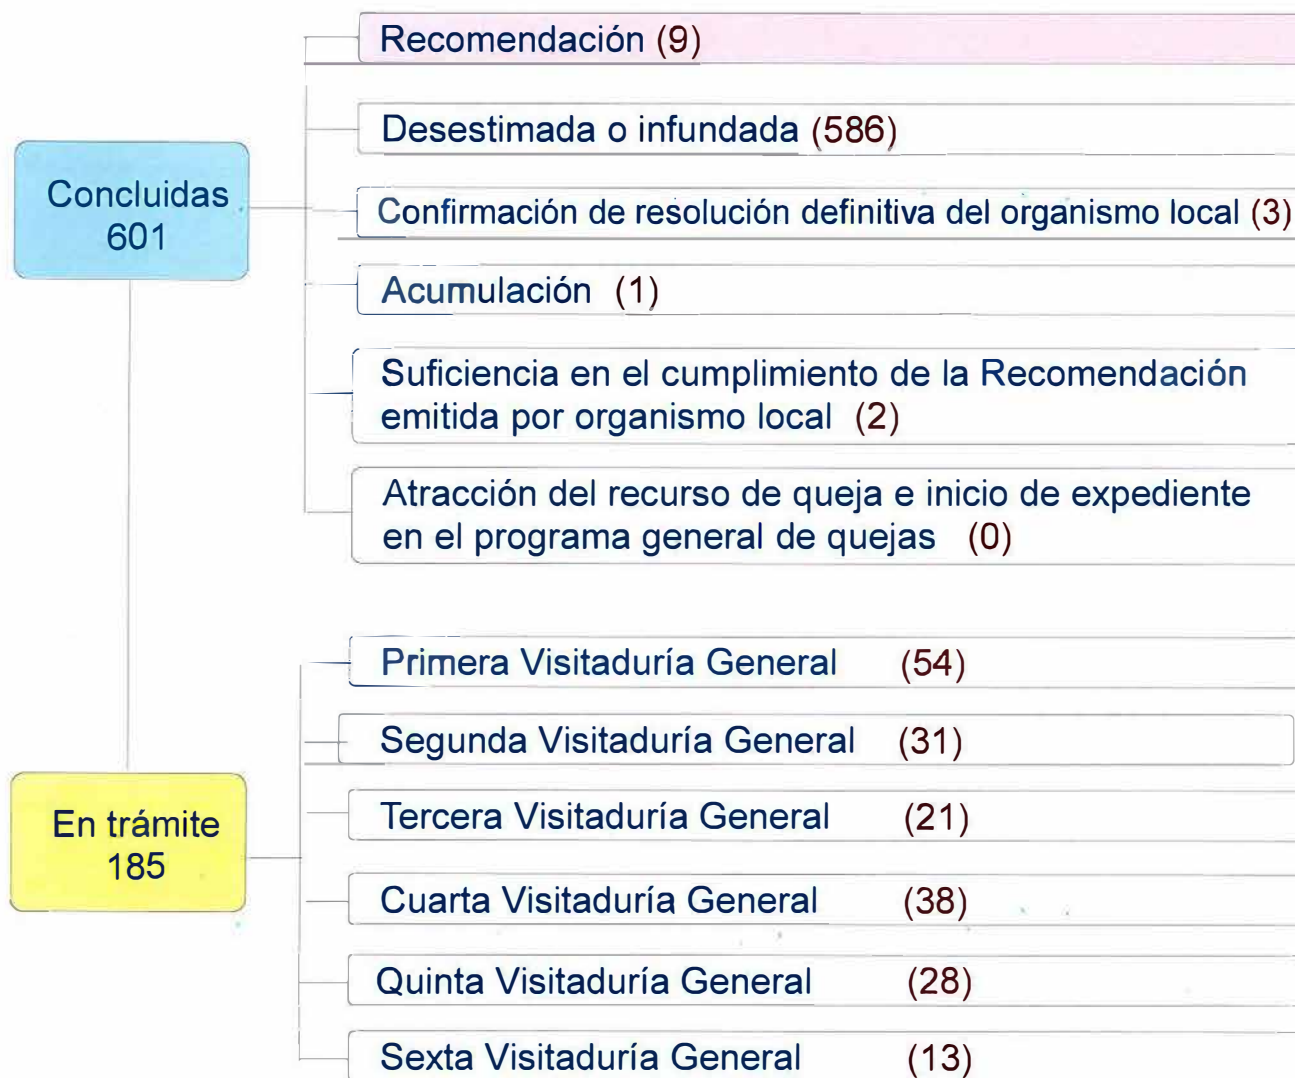 Recomendación (9)
Desestimada o infundada (586)
Concluidas
601
Confirmación de resolución definitiva del organismo local (3)
Acumulación (1)
Suficiencia en el cumplimiento de la Recomendación
emitida por organismo local (2)
Atracción del recurso de queja e inicio de expediente
en el programa general de quejas (0)
Primera Visitaduría General (54)
Segunda Visitaduría General (31)
En trámite
185
Tercera Visitaduría General (21)
Cuarta Visitaduría General (38)
Quinta Visitaduría General (28)
Sexta Visitaduría General (13)